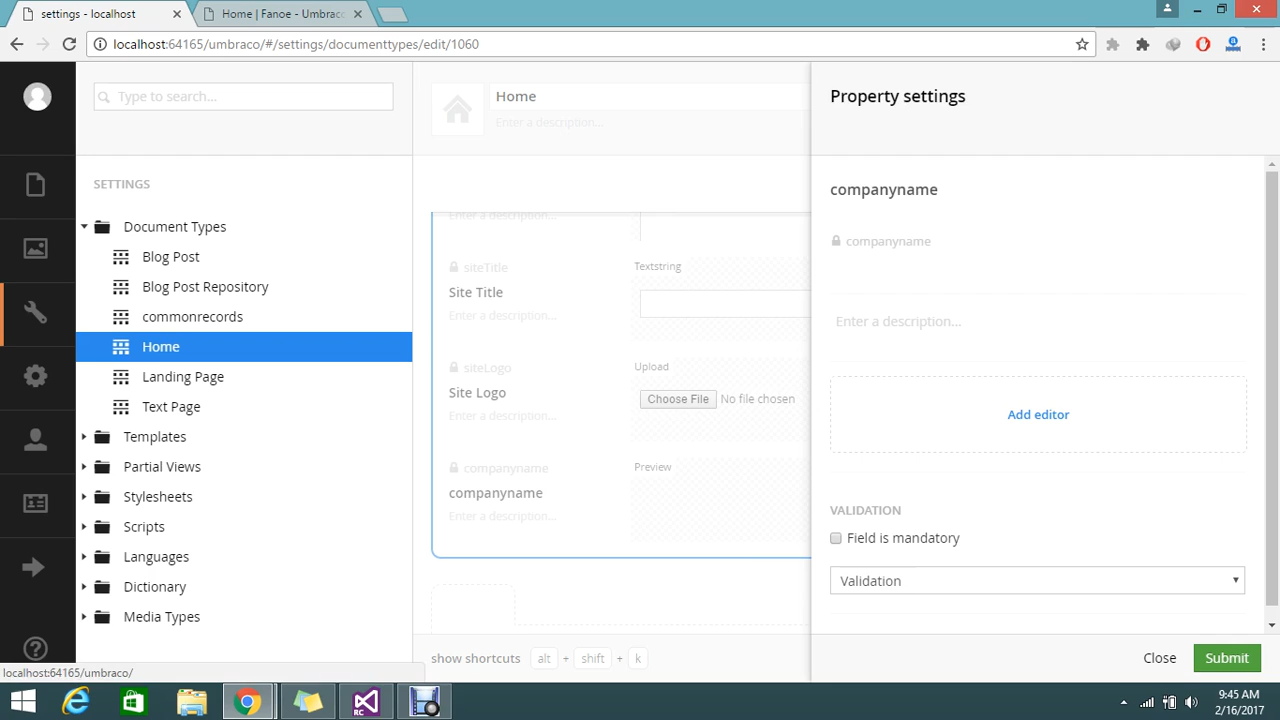 settings - localhost
Home | Fanoe - Umbraco
localhost:64165/umbraco/#/settings/documenttypes/edit/1060
Type to search...
Home
Enter a description...
Property settings
SETTINGS
Document Types
Blog Post
Blog Post Repository
commonrecords
Home
Landing Page
Text Page
Templates
Partial Views
Stylesheets
Scripts
Languages
Dictionary
Media Types
Enter a description...
siteTitle
Textstring
Site Title
Enter a description...
siteLogo
Upload
Site Logo
Choose File No file chosen
Enter a description...
companyname
Preview
companyname
Enter a description...
companyname
companyname
Enter a description...
Add editor
VALIDATION
Field is mandatory
Validation
show shortcuts alt + shift + k
Close
Submit
localhost:64165/umbraco/
RC
9:45 AM
2/16/2017